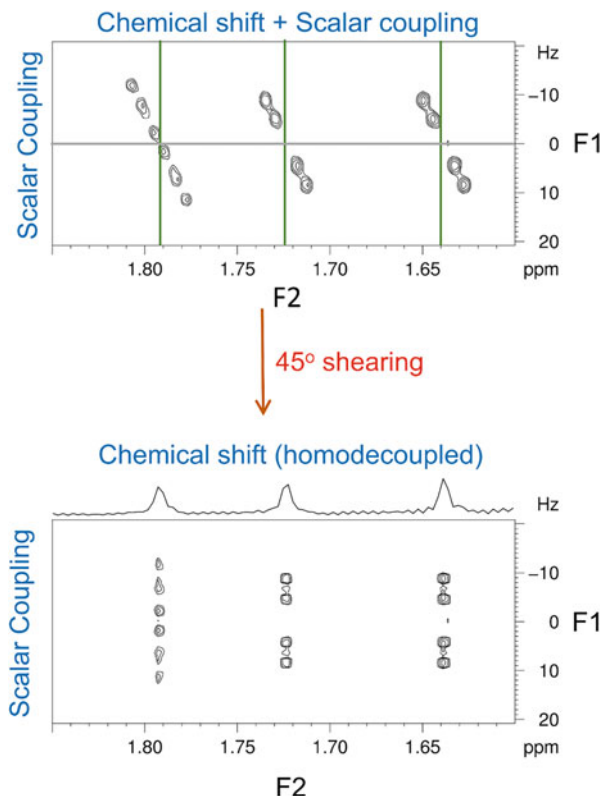 Chemical shift + Scalar coupling
Scalar Coupling
Hz
-10
0
F1
10
20
1.80
1.75
1.70
1.65
ppm
F2
45° shearing
Chemical shift (homodecoupled)
Scalar Coupling
Hz
-10
0
F1
10
20
1.80
1.75
1.70
1.65
ppm
F2